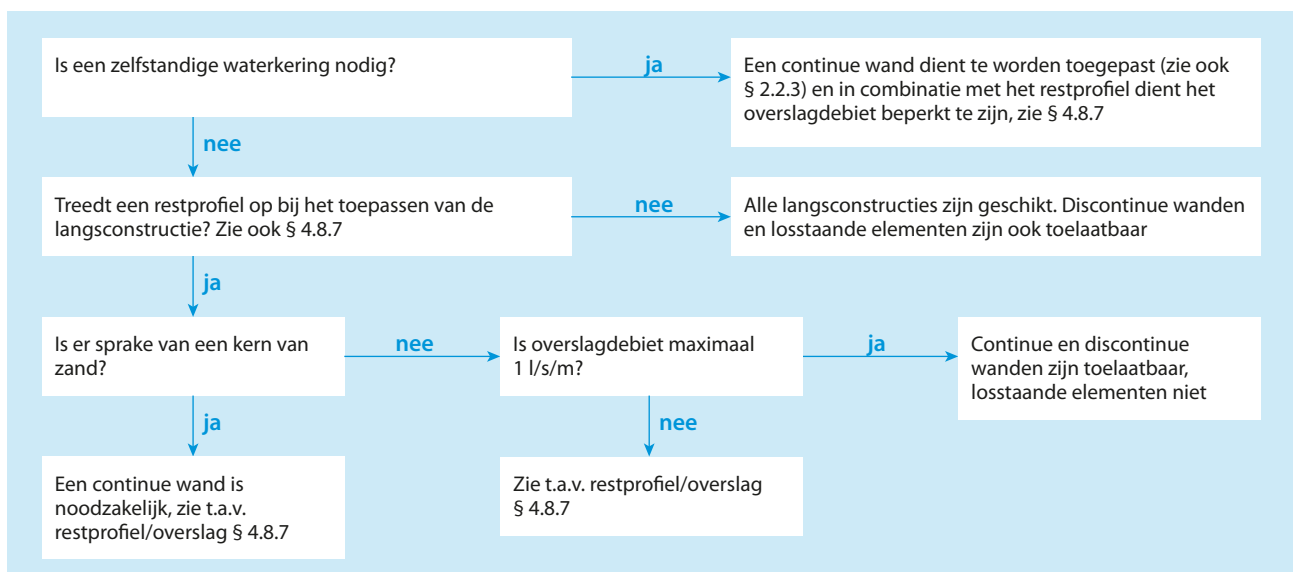 Is een zelfstandige waterkering nodig?
ja
Een continue wand dient te worden toegepast (zie ook
§ 2.2.3) en in combinatie met het restprofiel dient het
overslagdebiet beperkt te zijn, zie § 4.8.7
nee
Treedt een restprofiel op bij het toepassen van de
langsconstructie? Zie ook § 4.8.7
nee
Alle langsconstructies zijn geschikt. Discontinue wanden
en losstaande elementen zijn ook toelaatbaar
ja
Is er sprake van een kern van
zand?
nee
Is overslagdebiet maximaal
1 l/s/m?
ja
Continue en discontinue
wanden zijn toelaatbaar,
losstaande elementen niet
ja
nee
Een continue wand is
noodzakelijk, zie t.a.v.
restprofiel/overslag § 4.8.7
Zie t.a.v. restprofiel/overslag
§ 4.8.7